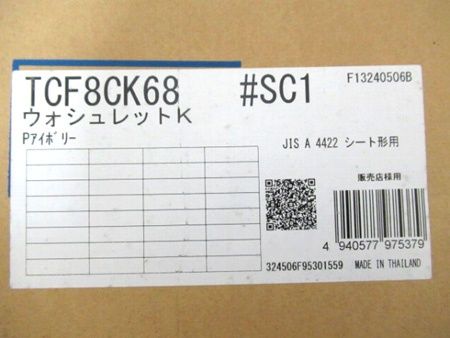 TCF8CK68 #SC1 F13240506B
ウォシュレットK
Pアイボリー
JIS A 4422 シート形用
販売店様用
4 940577 975379
324506F95301559 MADE IN THAILAND